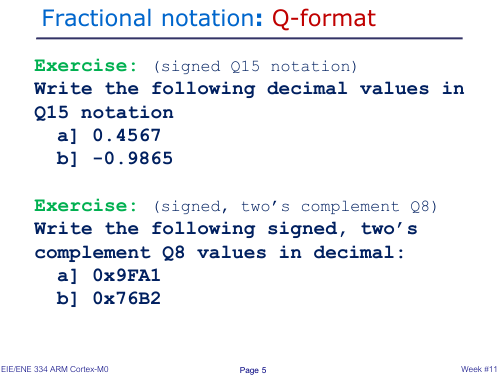 Fractional notation: Q-format
Exercise: (signed Q15 notation)
Write the following decimal values in
Q15 notation
a] 0.4567
b] -0.9865
Exercise: (signed, two’s complement Q8)
Write the following signed, two’s
complement Q8 values in decimal:
a] 0x9FA1
b] 0x76B2
EIE/ENE 334 ARM Cortex-M0
Page 5
Week #11